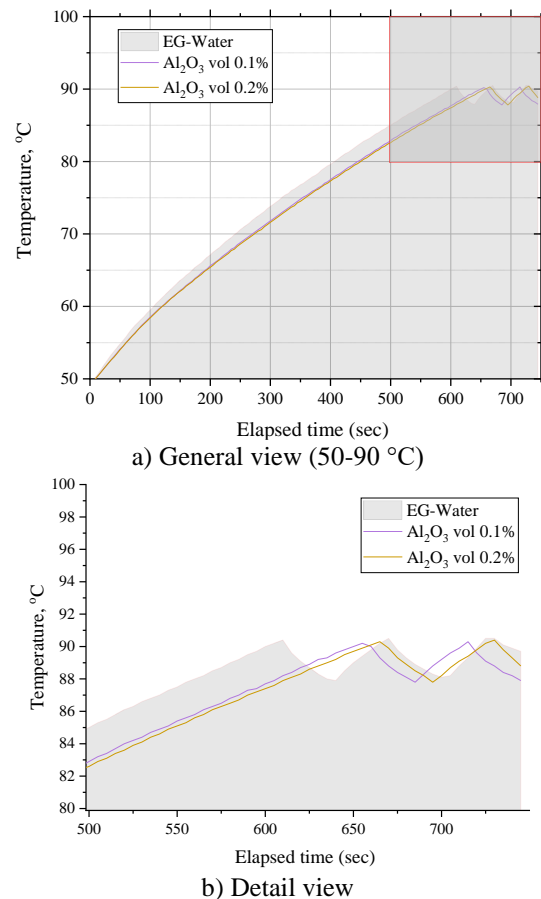 100
90
80
70
60
50
Temperature, °C
EG-Water
Al₂O₃ vol 0.1%
Al₂O₃ vol 0.2%
0 100 200 300 400 500 600 700
Elapsed time (sec)
a) General view (50-90 °C)
100
98
96
94
92
90
88
86
84
82
80
Temperature, °C
EG-Water
Al₂O₃ vol 0.1%
Al₂O₃ vol 0.2%
500 550 600 650 700
Elapsed time (sec)
b) Detail view